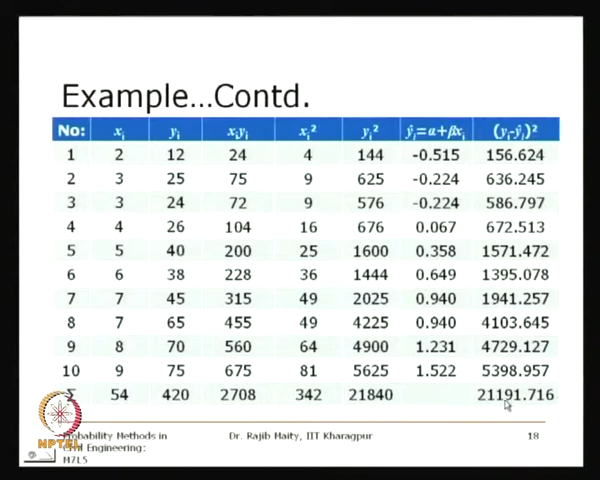 Example...Contd.
No: xi yi xiyi xi² yi² ŷi=α+βxi (yi-ŷi)²
1 2 12 24 4 144 -0.515 156.624
2 3 25 75 9 625 -0.224 636.245
3 3 24 72 9 576 -0.224 586.797
4 4 26 104 16 676 0.067 672.513
5 5 40 200 25 1600 0.358 1571.472
6 6 38 228 36 1444 0.649 1395.078
7 7 45 315 49 2025 0.940 1941.257
8 7 65 455 49 4225 0.940 4103.645
9 8 70 560 64 4900 1.231 4729.127
10 9 75 675 81 5625 1.522 5398.957
Σ 54 420 2708 342 21840 21191.716
Probability Methods in Civil Engineering: M7L5
Dr. Rajib Maity, IIT Kharagpur
18
NPTEL